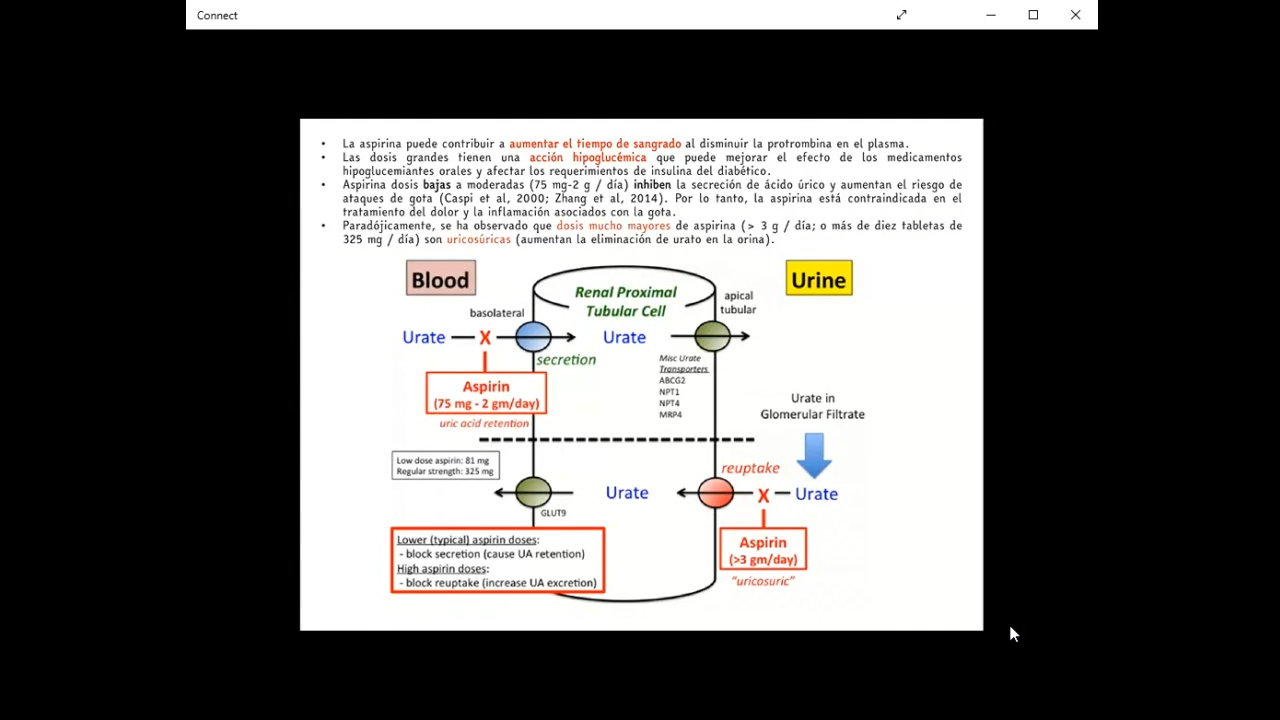 Connect
• La aspirina puede contribuir a aumentar el tiempo de sangrado al disminuir la protrombina en el plasma.
• Las dosis grandes tienen una acción hipoglucémica que puede mejorar el efecto de los medicamentos
hipoglucemiantes orales y afectar los requerimientos de insulina del diabético.
• Aspirina dosis bajas a moderadas (75 mg-2 g / día) inhiben la secreción de ácido úrico y aumentan el riesgo de
ataques de gota (Caspi et al, 2000; Zhang et al, 2014). Por lo tanto, la aspirina está contraindicada en el
tratamiento del dolor y la inflamación asociados con la gota.
• Paradójicamente, se ha observado que dosis mucho mayores de aspirina (> 3 g / día; o más de diez tabletas de
325 mg / día) son uricosúricas (aumentan la eliminación de urato en la orina).
Blood
Renal Proximal
Tubular Cell
Urine
basolateral
apical
tubular
Urate
X
Urate
secretion
Misc Urate
Transporters
ABCG2
NPT1
NPT4
MRP4
Aspirin
(75 mg - 2 gm/day)
uric acid retention
Urate in
Glomerular Filtrate
Low dose aspirin: 81 mg
Regular strength: 325 mg
reuptake
Urate
X
Urate
GLUT9
Lower (typical) aspirin doses:
- block secretion (cause UA retention)
High aspirin doses:
- block reuptake (increase UA excretion)
Aspirin
(>3 gm/day)
"uricosuric"